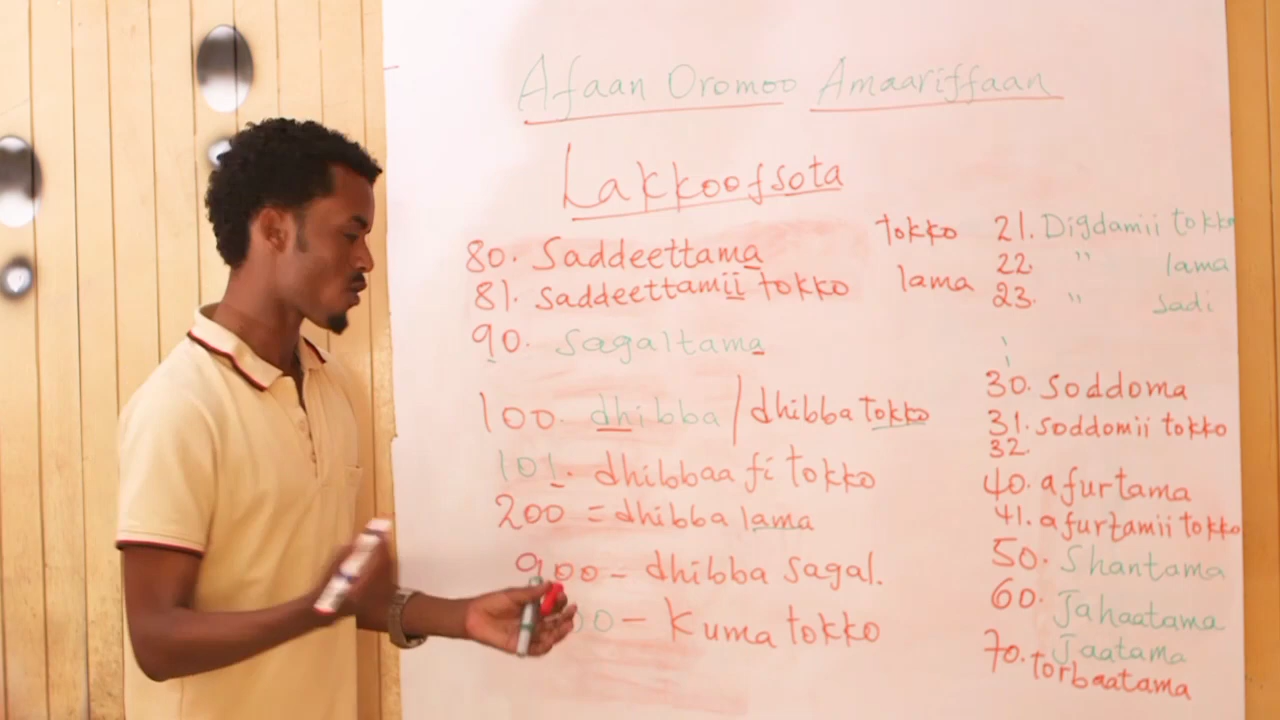 Afaan Oromoo Amaariffaan
Lakkoofsota
80. Saddeettama
81. Saddeettamii tokko
90. Sagaltama
100. dhibba / dhibba tokko
101. dhibbaa fi tokko
200 = dhibba lama
900 - dhibba sagal.
00 - Kuma tokko
tokko
lama
21. Digdamii tokko
22. " lama
23. " sadi
30. Soddoma
31. Soddomii tokko
32.
40. afurtama
41. afurtamii tokko
50. Shantama
60. Jahaatama
Jaatama
70. torbaatama